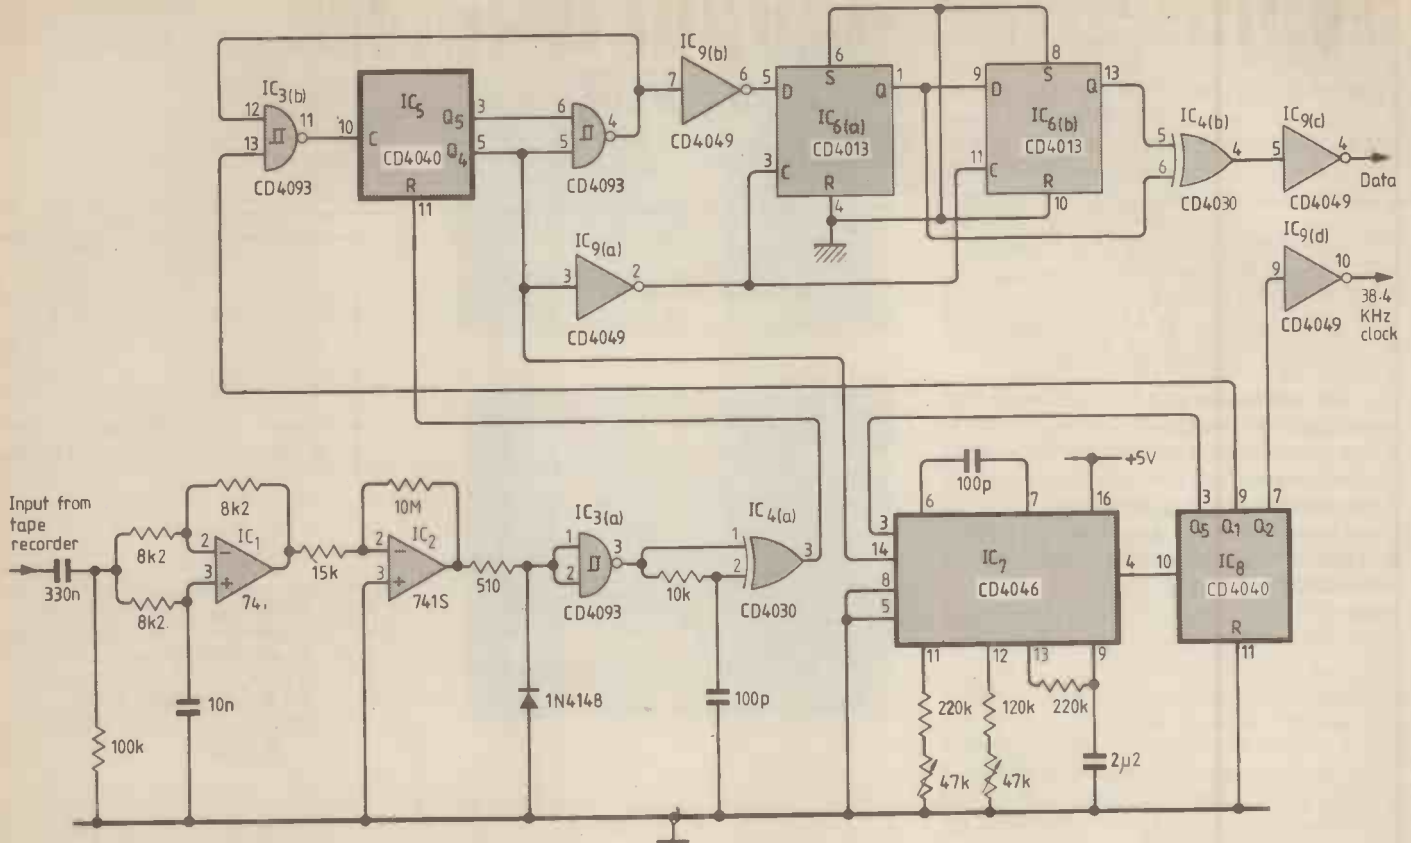 IC9(b)
7
6
CD4049
IC3(b)
12
11
13
CD4093
10
C
IC5
CD4040
Q5
3
Q4
5
R
11
6
5
4
CD4093
5
D
6
S
Q
1
IC6(a)
CD4013
3
C
R
4
9
D
8
S
Q
13
IC6(b)
CD4013
11
C
R
10
IC4(b)
5
6
4
CD4030
IC9(c)
5
4
Data
CD4049
IC9(a)
3
2
CD4049
IC9(d)
9
10
38·4
KHz
clock
CD4049
Input from
tape
recorder
330n
100k
8k2
8k2
8k2
2
3
−
+
IC1
74
10n
15k
10M
2
3
−
+
IC2
741S
510
1N4148
IC3(a)
1
2
3
CD4093
10k
IC4(a)
1
2
3
CD4030
100p
100p
+5V
6
7
16
3
14
8
5
IC7
CD4046
4
11
12
13
9
220k
120k
220k
47k
47k
2µ2
3
9
7
Q5
Q1
Q2
10
IC8
CD4040
R
11